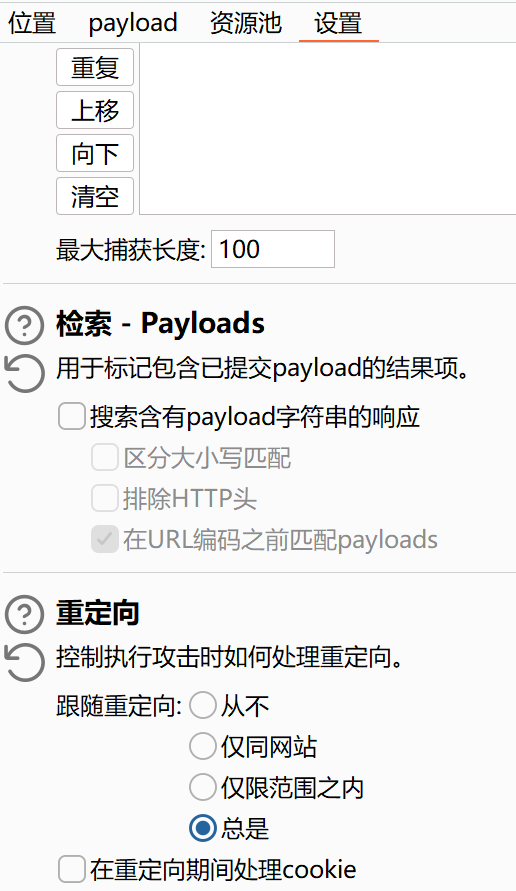 位置 payload 资源池 设置
重复
上移
向下
清空
最大捕获长度: 100
检索 - Payloads
用于标记包含已提交payload的结果项。
搜索含有payload字符串的响应
区分大小写匹配
排除HTTP头
在URL编码之前匹配payloads
重定向
控制执行攻击时如何处理重定向。
跟随重定向: 从不
仅同网站
仅限范围之内
总是
在重定向期间处理cookie